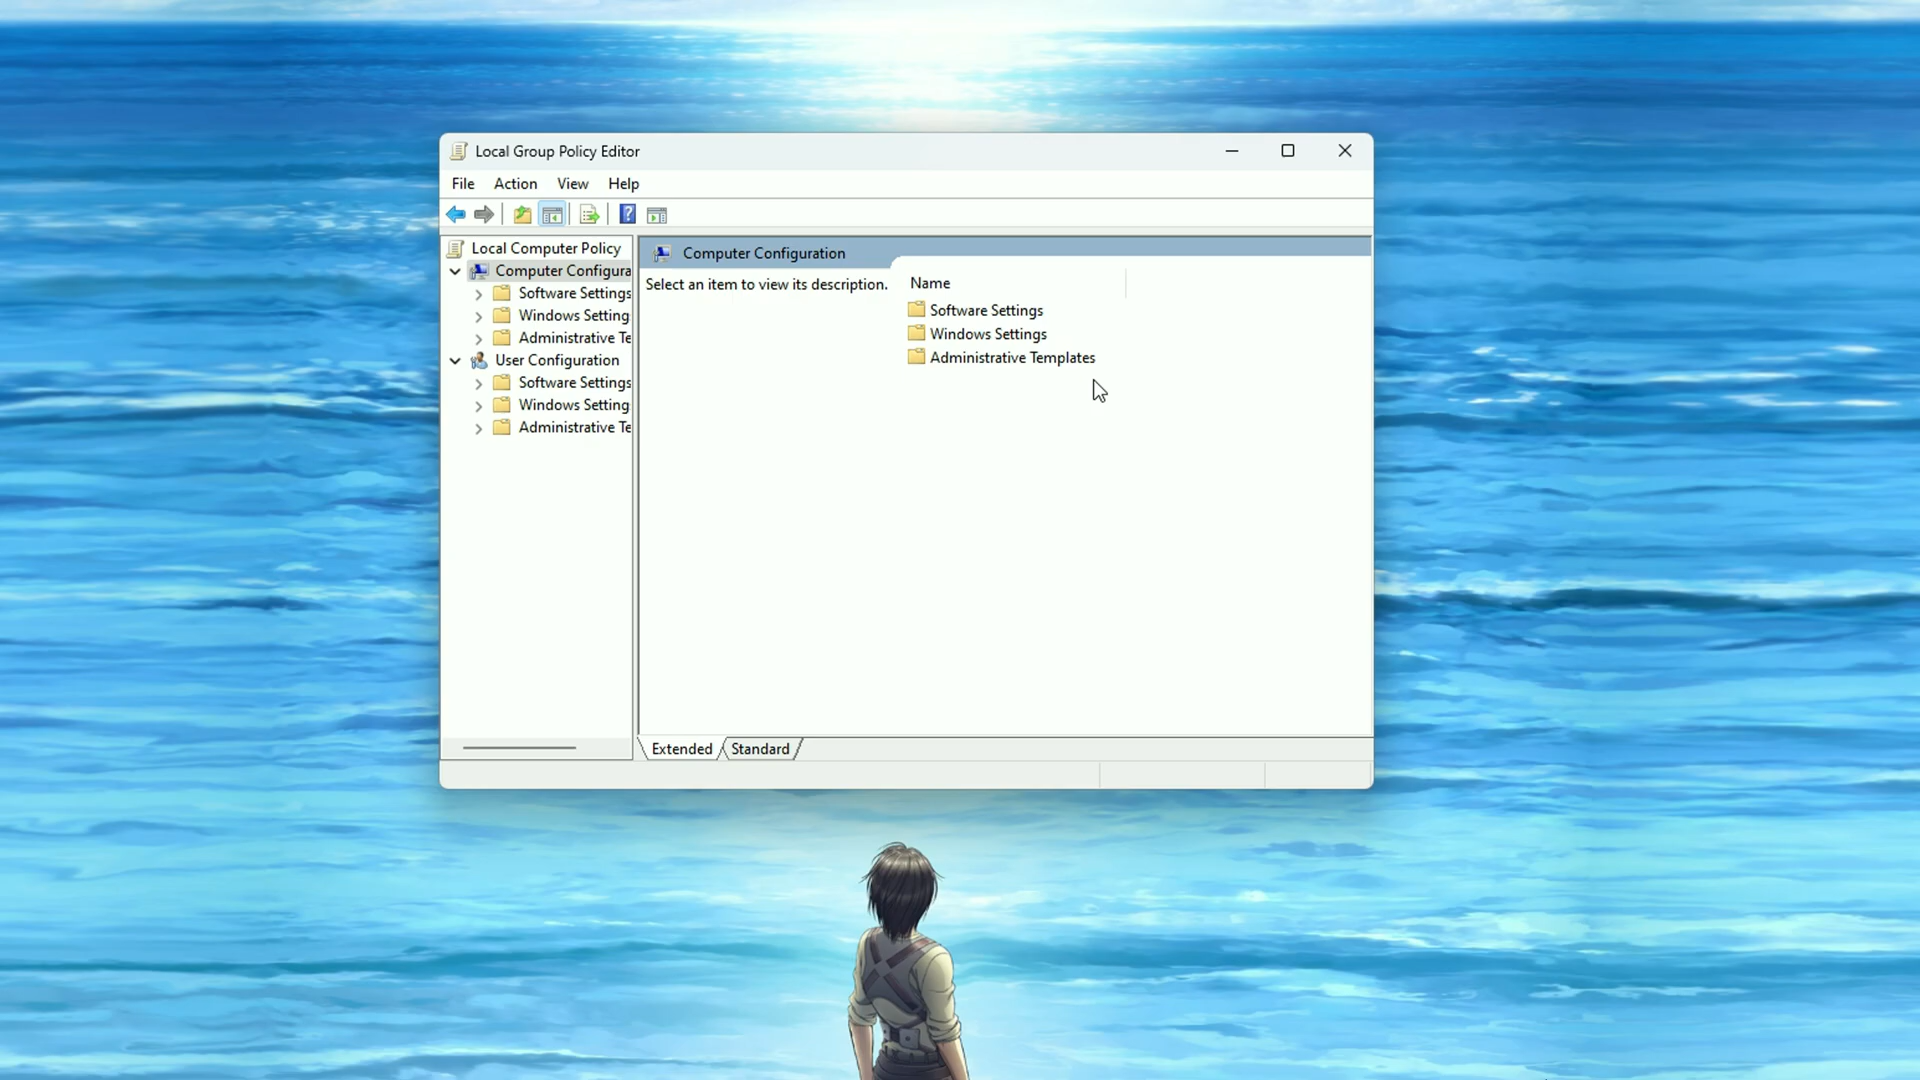 Local Group Policy Editor
File Action View Help
Local Computer Policy
Computer Configura
Software Settings
Windows Setting
Administrative Te
User Configuration
Software Settings
Windows Setting
Administrative Te
Computer Configuration
Select an item to view its description.
Name
Software Settings
Windows Settings
Administrative Templates
Extended Standard